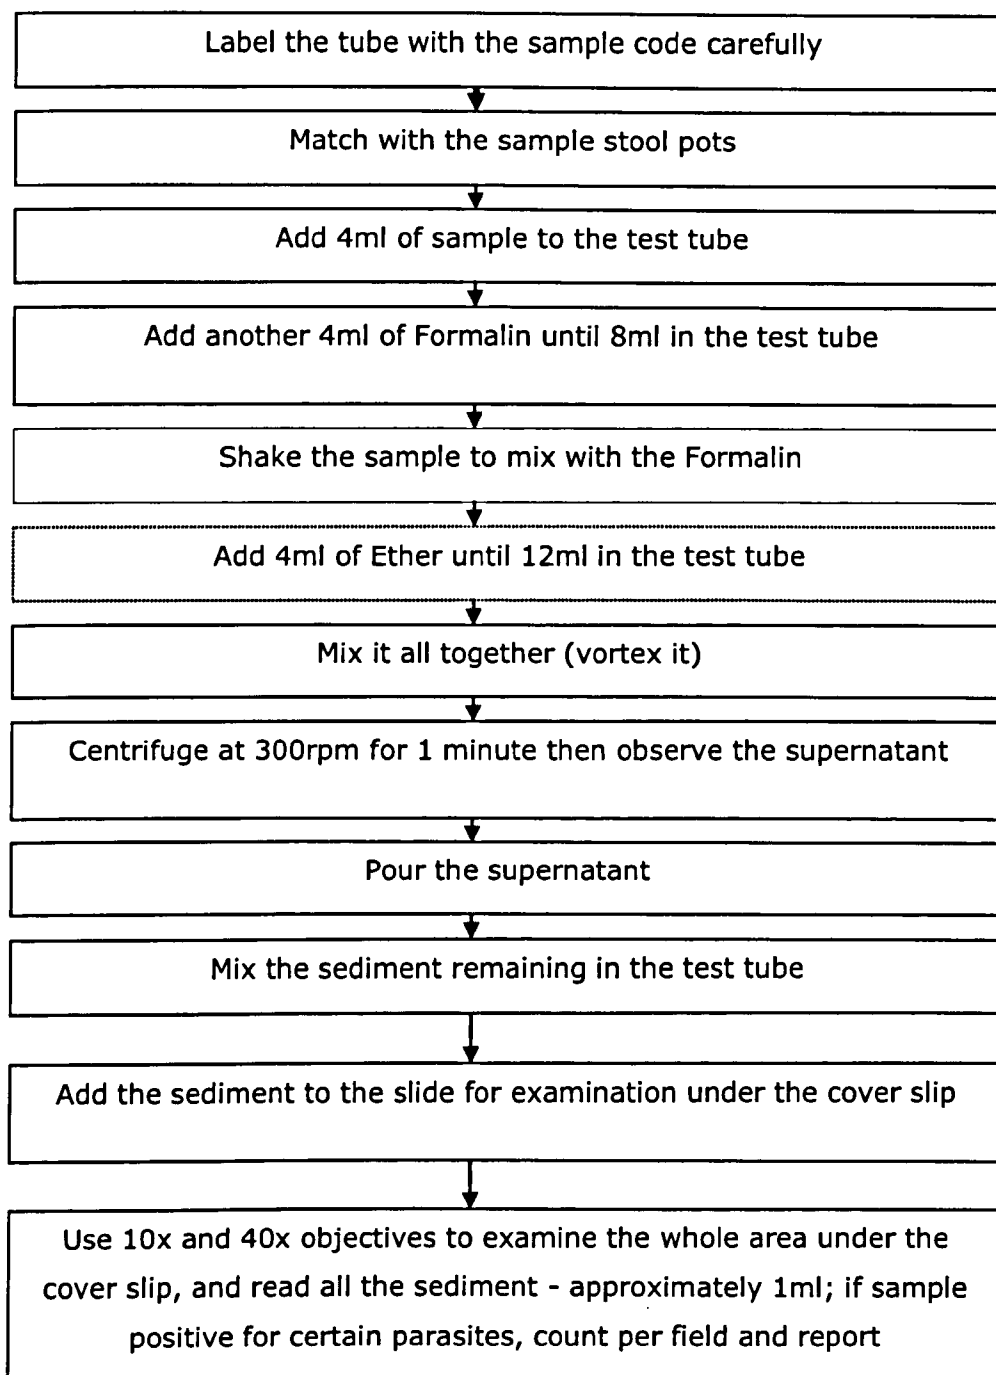 Label the tube with the sample code carefully
Match with the sample stool pots
Add 4ml of sample to the test tube
Add another 4ml of Formalin until 8ml in the test tube
Shake the sample to mix with the Formalin
Add 4ml of Ether until 12ml in the test tube
Mix it all together (vortex it)
Centrifuge at 300rpm for 1 minute then observe the supernatant
Pour the supernatant
Mix the sediment remaining in the test tube
Add the sediment to the slide for examination under the cover slip
Use 10x and 40x objectives to examine the whole area under the
cover slip, and read all the sediment - approximately 1ml; if sample
positive for certain parasites, count per field and report